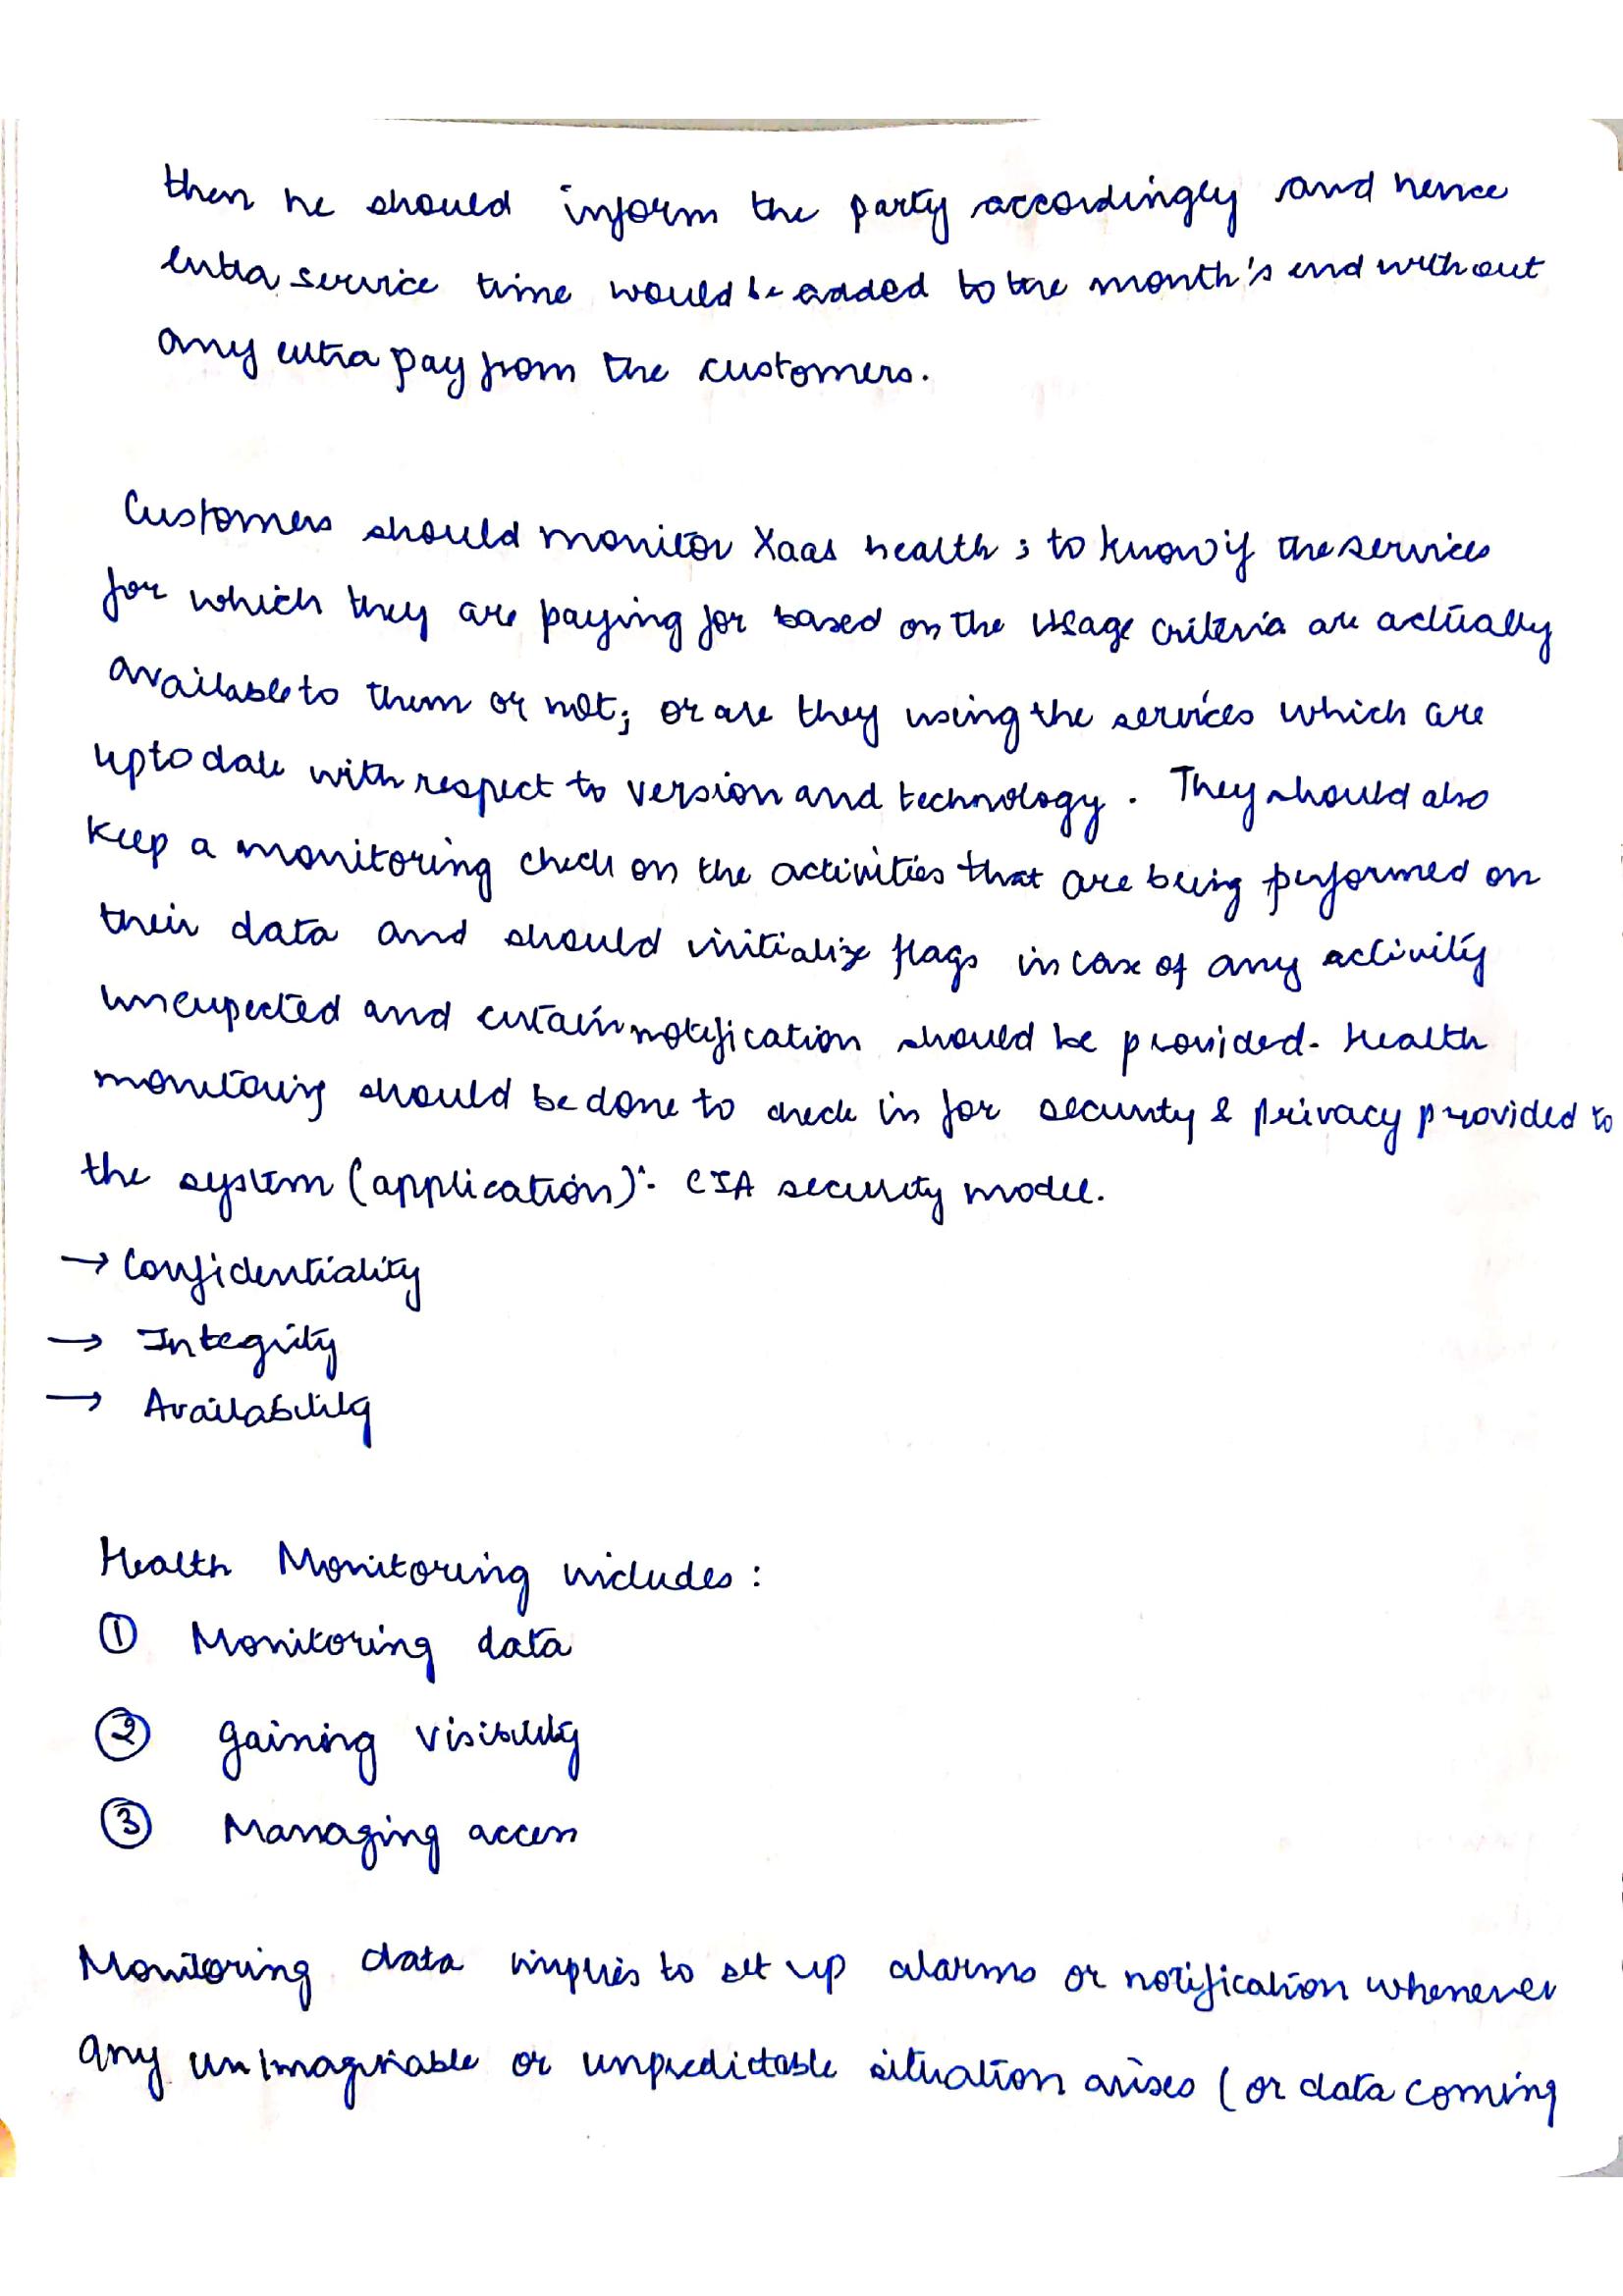 then he should inform the party accordingly and hence
extra service time would be added to the month's end without
any extra pay from the customers.
Customers should monitor Xaas health ; to know if the services
for which they are paying for based on the usage criteria are actually
available to them or not; or are they using the services which are
upto date with respect to version and technology. They should also
keep a monitoring check on the activities that are being performed on
their data and should initialize flags in case of any activity
unexpected and certain notification should be provided. Health
monitoring should be done to check in for security & privacy provided to
the system (application):- CIA security model.
→ Confidentiality
→ Integrity
→ Availability
Health Monitoring includes :
① Monitoring data
② Gaining visibility
③ Managing access
Monitoring data implies to set up alarms or notification whenever
any unimaginable or unpredictable situation arises (or data coming